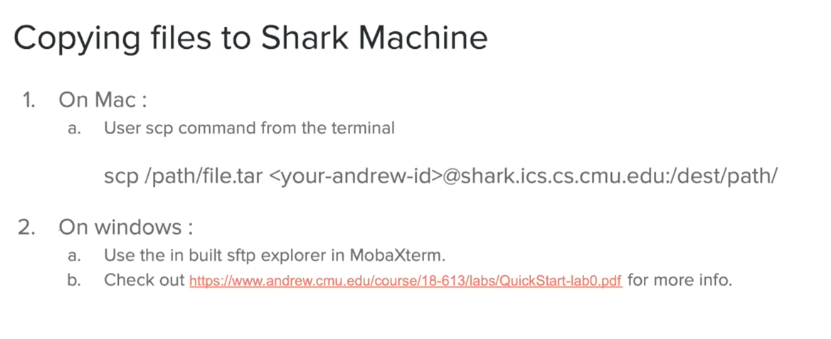 Copying files to Shark Machine
1. On Mac :
a. User scp command from the terminal
scp /path/file.tar <your-andrew-id>@shark.ics.cs.cmu.edu:/dest/path/
2. On windows :
a. Use the in built sftp explorer in MobaXterm.
b. Check out https://www.andrew.cmu.edu/course/18-613/labs/QuickStart-lab0.pdf for more info.